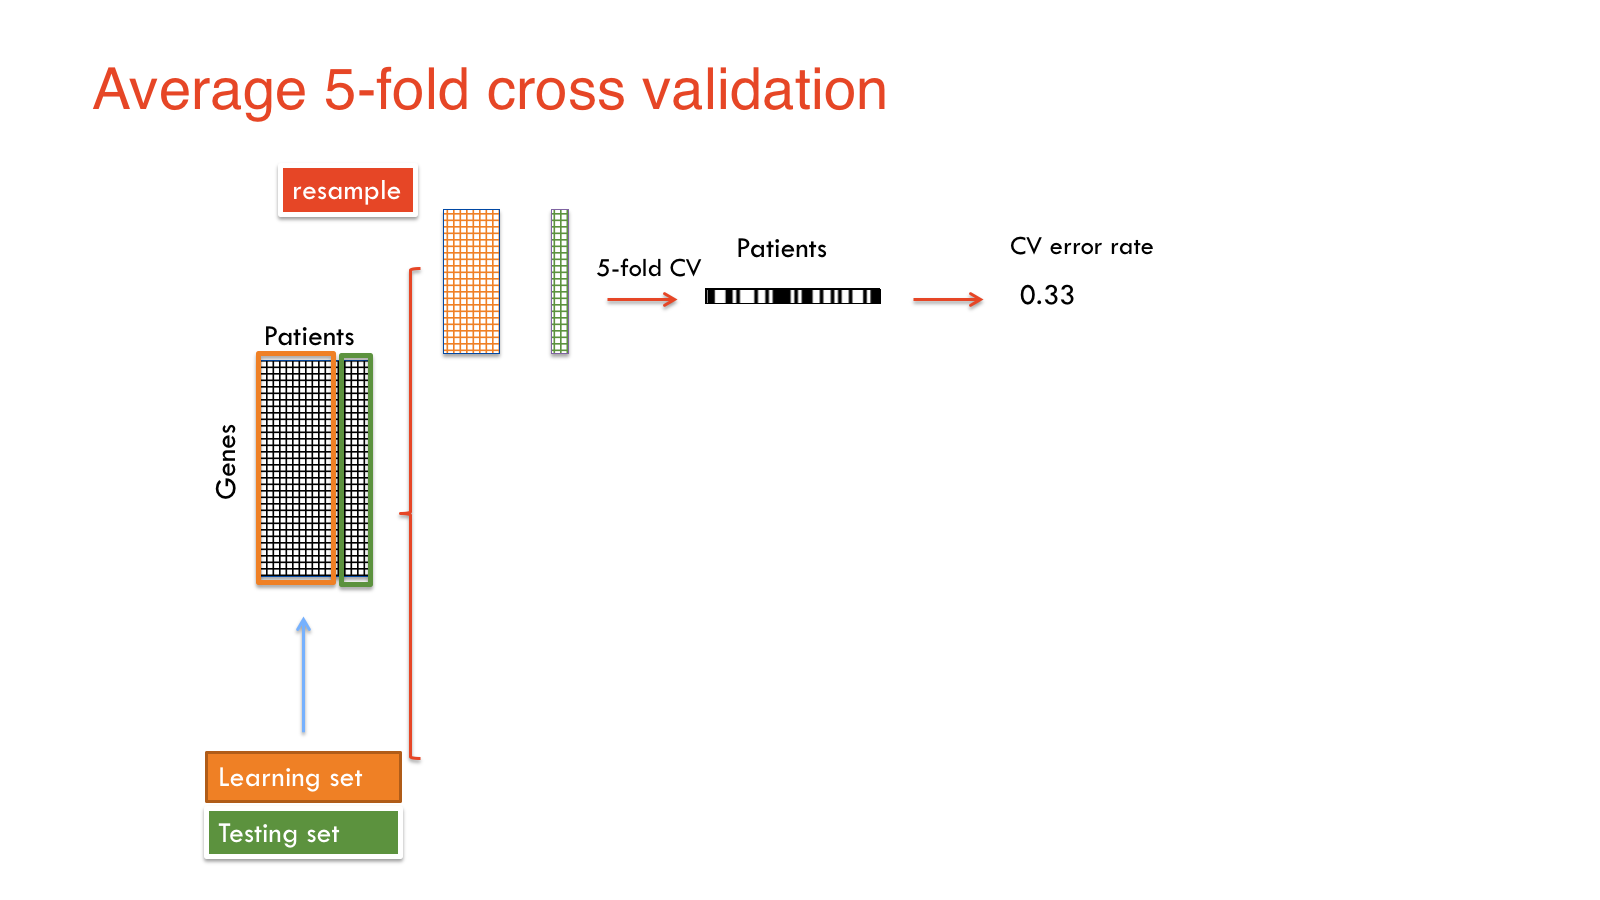 Average 5-fold cross validation
resample
Patients
5-fold CV
CV error rate
0.33
Patients
Genes
Learning set
Testing set